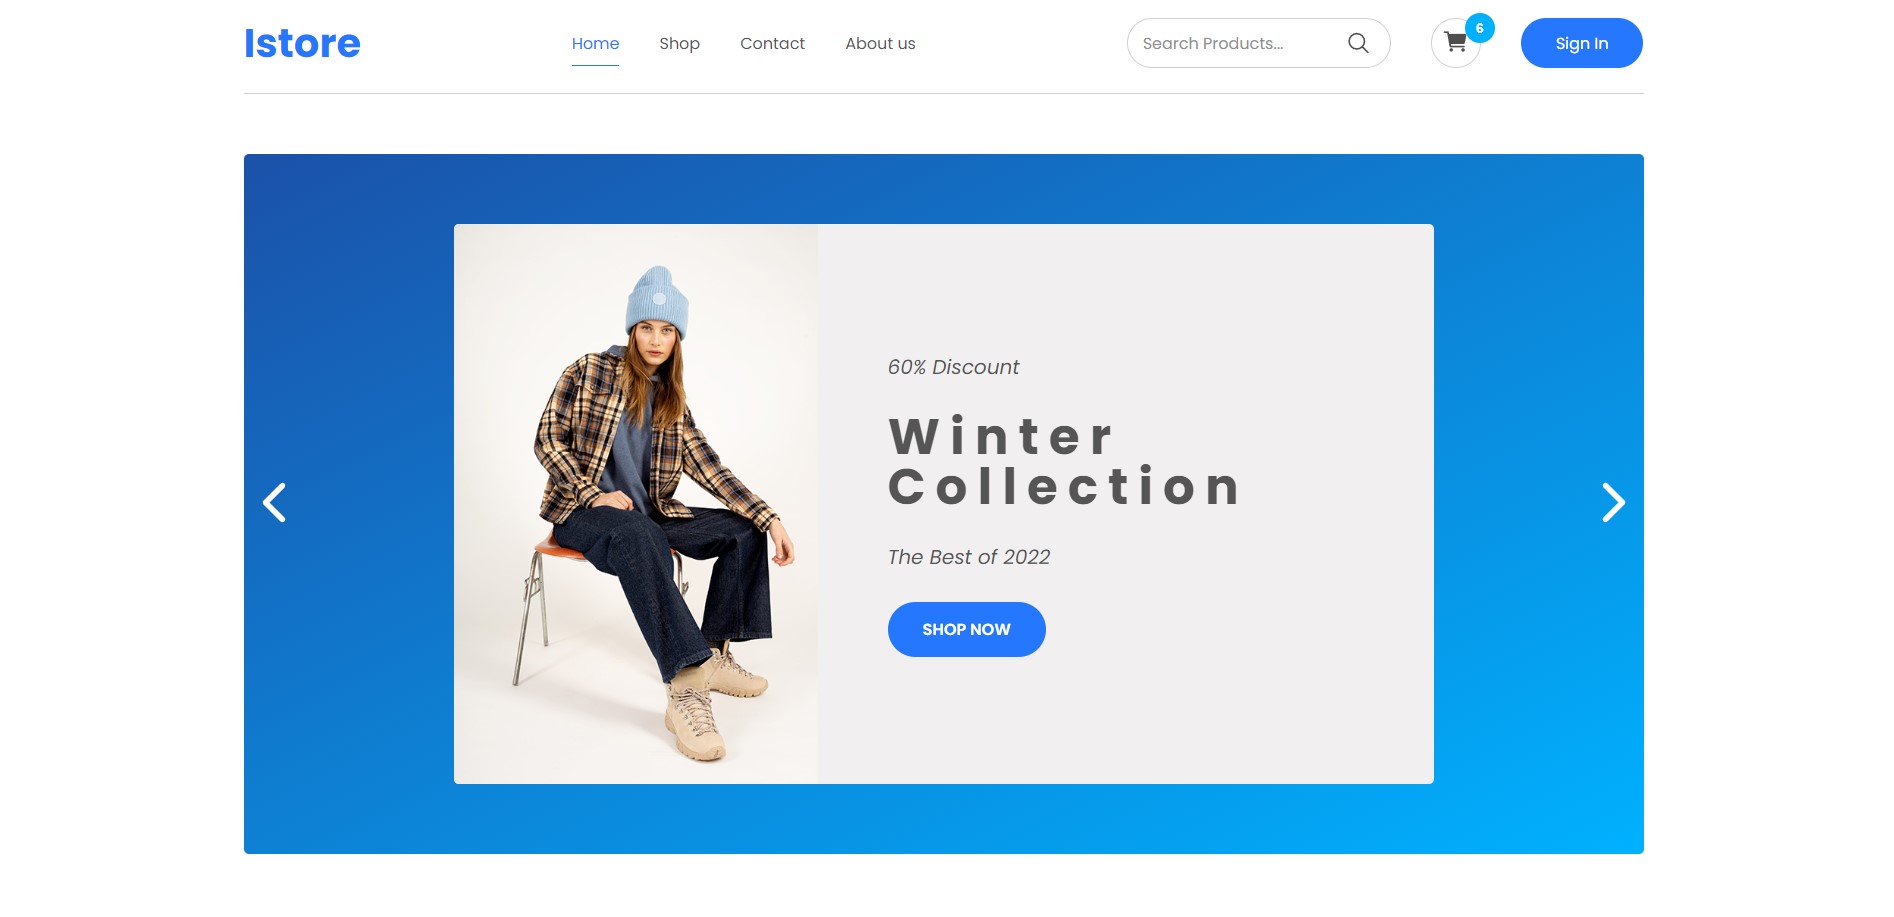 Istore
Home
Shop
Contact
About us
Search Products...
6
Sign In
60% Discount
Winter
Collection
The Best of 2022
SHOP NOW